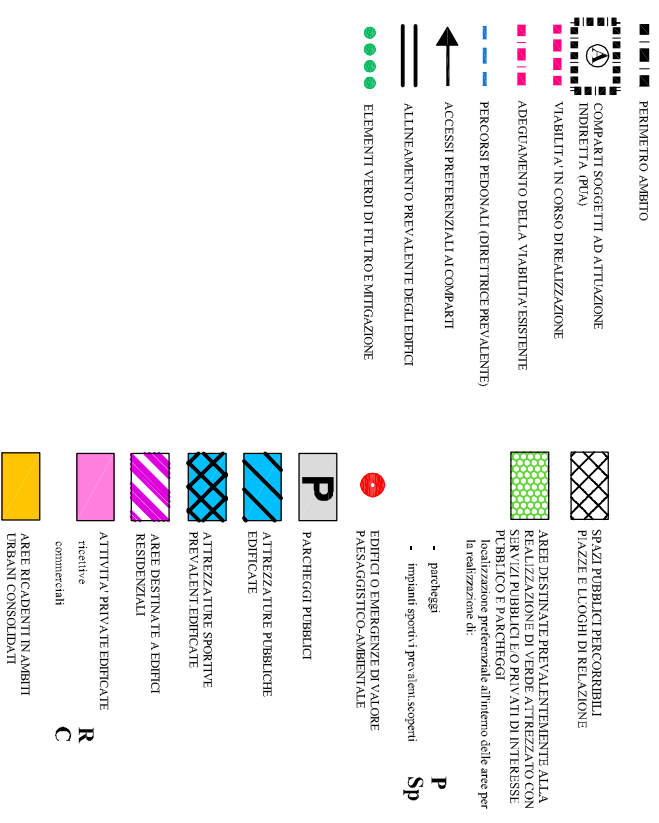 PERIMETRO AMBITO
A
COMPARTI SOGGETTI AD ATTUAZIONE
INDIRETTA (PUA)
VIABILITA' IN CORSO DI REALIZZAZIONE
ADEGUAMENTO DELLA VIABILITA' ESISTENTE
PERCORSI PEDONALI (DIRETTRICE PREVALENTE)
ACCESSI PREFERENZIALI AI COMPARTI
ALLINEAMENTO PREVALENTE DEGLI EDIFICI
ELEMENTI VERDI DI FILTRO E MITIGAZIONE
SPAZI PUBBLICI PERCORRIBILI
PIAZZE E LUOGHI DI RELAZIONE
AREE DESTINATE PREVALENTEMENTE ALLA
REALIZZAZIONE DI VERDE ATTREZZATO CON
SERVIZI PUBBLICI E/O PRIVATI DI INTERESSE
PUBBLICO E PARCHEGGI
localizzazione preferenziale all'interno delle aree per
la realizzazione di:
- parcheggi P
- impianti sportivi prevalen.scoperti Sp
EDIFICI O EMERGENZE DI VALORE
PAESAGGISTICO-AMBIENTALE
P
PARCHEGGI PUBBLICI
ATTREZZATURE PUBBLICHE
EDIFICATE
ATTREZZATURE SPORTIVE
PREVALENT.EDIFICATE
AREE DESTINATE A EDIFICI
RESIDENZIALI
ATTIVITA' PRIVATE EDIFICATE
ricettive R
commerciali C
AREE RICADENTI IN AMBITI
URBANI CONSOLIDATI